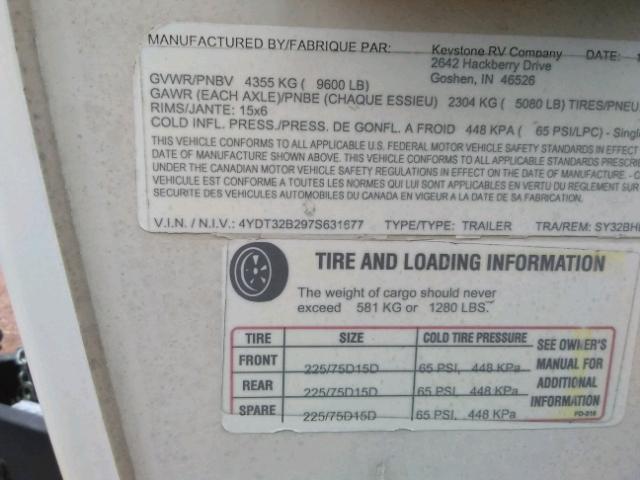 MANUFACTURED BY/FABRIQUE PAR: Keystone RV Company DATE:
2642 Hackberry Drive
Goshen, IN 46526
GVWR/PNBV 4355 KG ( 9600 LB)
GAWR (EACH AXLE)/PNBE (CHAQUE ESSIEU) 2304 KG ( 5080 LB) TIRES/PNEU
RIMS/JANTE: 15x6
COLD INFL. PRESS./PRESS. DE GONFL. A FROID 448 KPA ( 65 PSI/LPC) - Single
THIS VEHICLE CONFORMS TO ALL APPLICABLE U.S. FEDERAL MOTOR VEHICLE SAFETY STANDARDS IN EFFECT
DATE OF MANUFACTURE SHOWN ABOVE. THIS VEHICLE CONFORMS TO ALL APPLICABLE STANDARDS PRESCRIB
UNDER THE CANADIAN MOTOR VEHICLE SAFETY REGULATIONS IN EFFECT ON THE DATE OF MANUFACTURE. - C
VEHICULE EST CONFORME A TOUTES LES NORMES QUI LUI SONT APPLICABLES EN VERTU DU REGLEMENT SUR
SECURITE DES VEHICULES AUTOMOBILES DU CANADA EN VIGUEUR A LA DATE DE SA FABRICATION.
V.I.N. / N.I.V.: 4YDT32B297S631677 TYPE/TYPE: TRAILER TRA/REM: SY32BH
TIRE AND LOADING INFORMATION
The weight of cargo should never
exceed 581 KG or 1280 LBS.
TIRE SIZE COLD TIRE PRESSURE SEE OWNER'S
FRONT 225/75D15D 65 PSI, 448 KPa MANUAL FOR
REAR 225/75D15D 65 PSI, 448 KPa ADDITIONAL
SPARE 225/75D15D 65 PSI, 448 KPa INFORMATION